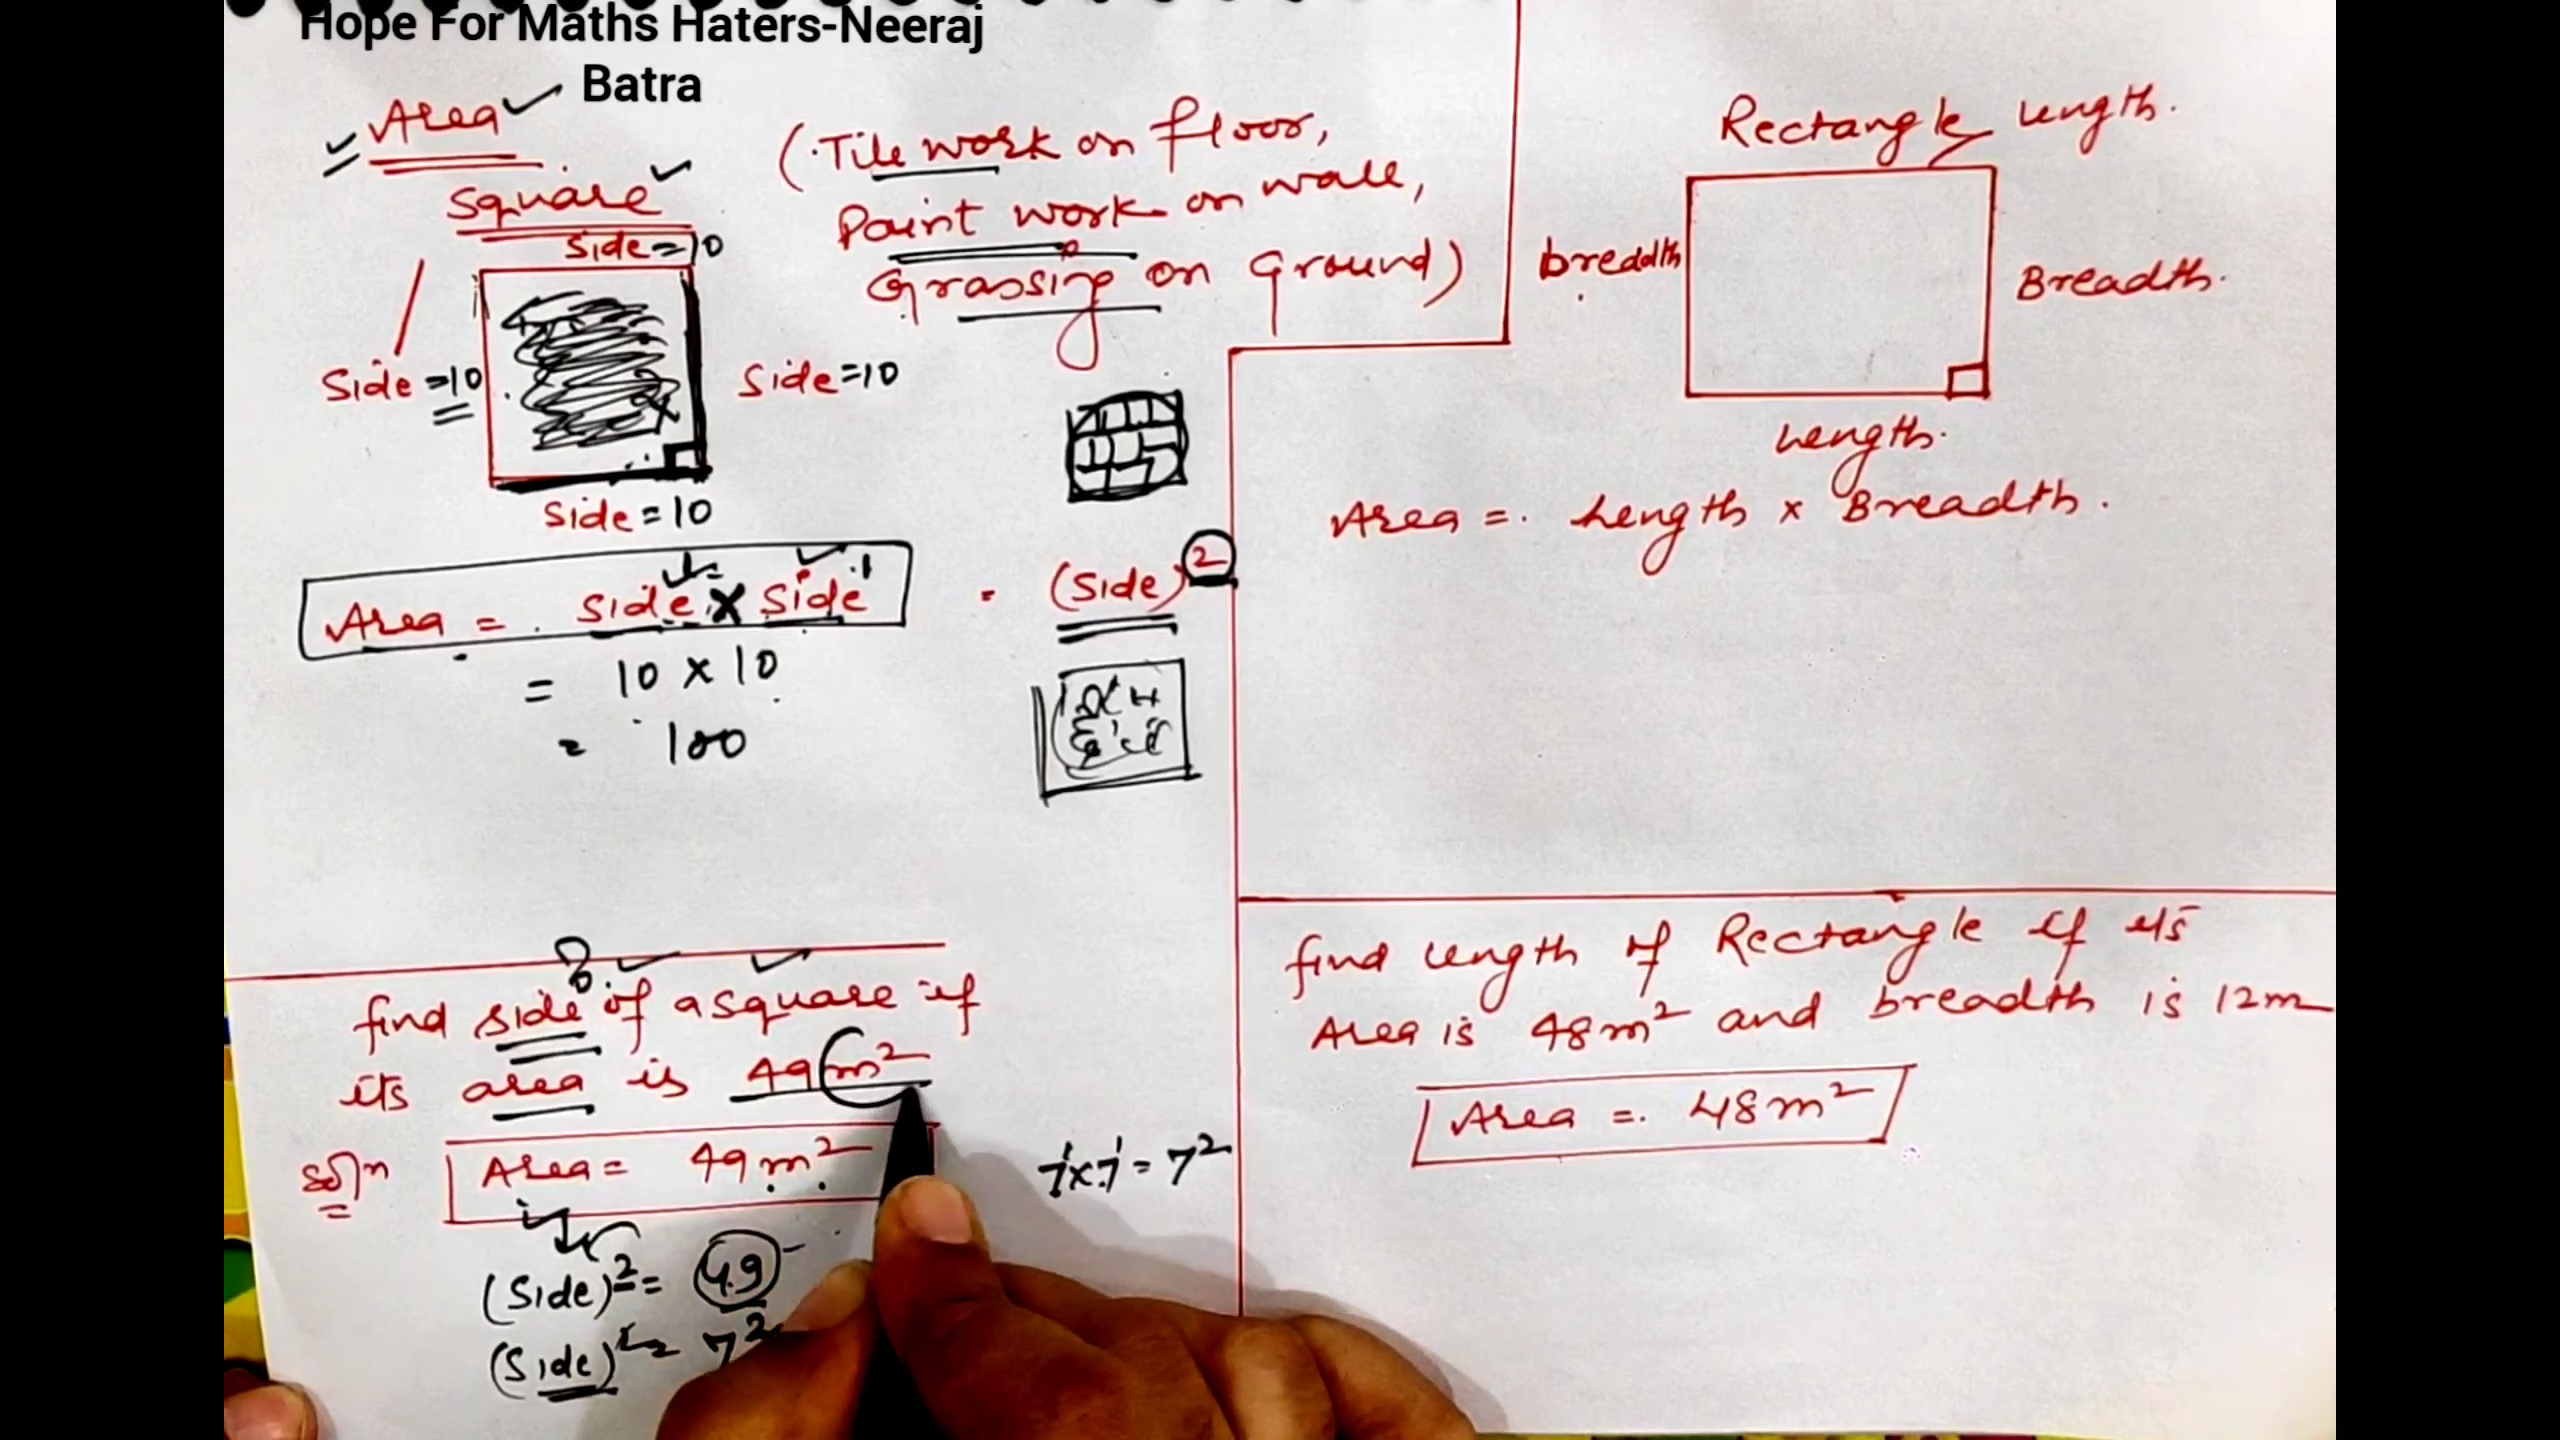 Hope For Maths Haters-Neeraj
Batra
Area
Square
Side = 10
Side = 10
Side = 10
Side = 10
(Tile work on floor,
Paint work on wall,
Grassing on Ground)
Area = Side x Side = (Side)2
= 10 x 10
= 100
find side of a square if
its area is 49m2
Soln Area = 49m2
7x7 = 72
(Side)2 = 49
(Side)2 = 72
Rectangle Length.
breadth
Breadth.
Length.
Area = Length x Breadth.
find length of Rectangle if its
Area is 48m2 and breadth is 12m
Area = 48m2